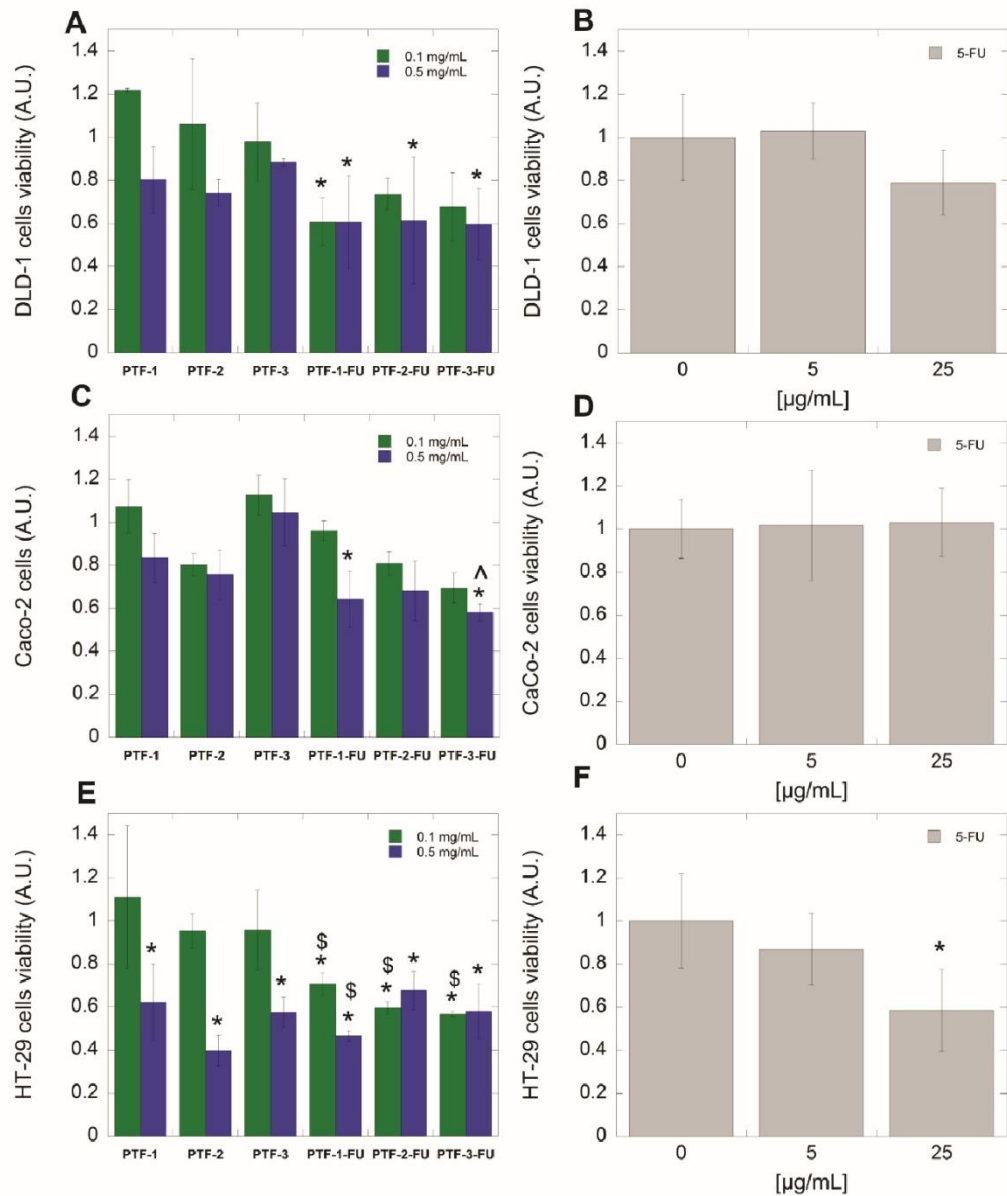 A
DLD-1 cells viability (A.U.)
1.4
1.2
1
0.8
0.6
0.4
0.2
0
0.1 mg/mL
0.5 mg/mL
* * * *
PTF-1 PTF-2 PTF-3 PTF-1-FU PTF-2-FU PTF-3-FU
B
DLD-1 cells viability (A.U.)
1.4
1.2
1
0.8
0.6
0.4
0.2
0
5-FU
0 5 25
[µg/mL]
C
Caco-2 cells (A.U.)
1.4
1.2
1
0.8
0.6
0.4
0.2
0
0.1 mg/mL
0.5 mg/mL
^
* *
PTF-1 PTF-2 PTF-3 PTF-1-FU PTF-2-FU PTF-3-FU
D
CaCo-2 cells viability (A.U.)
1.4
1.2
1
0.8
0.6
0.4
0.2
0
5-FU
0 5 25
[µg/mL]
E
HT-29 cells viability (A.U.)
1.4
1.2
1
0.8
0.6
0.4
0.2
0
0.1 mg/mL
0.5 mg/mL
$ $ $ $
* * * * * * * * *
PTF-1 PTF-2 PTF-3 PTF-1-FU PTF-2-FU PTF-3-FU
F
HT-29 cells viability (A.U.)
1.4
1.2
1
0.8
0.6
0.4
0.2
0
5-FU
*
0 5 25
[µg/mL]